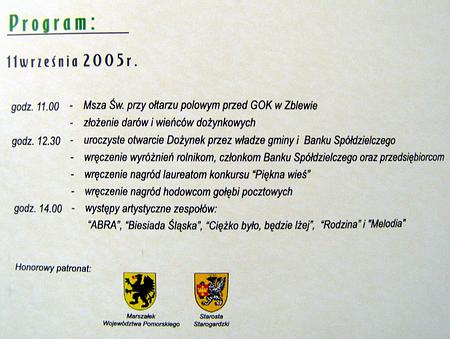 Program:
11 września 2005r.
godz. 11.00 - Msza Św. przy ołtarzu polowym przed GOK w Zblewie
- złożenie darów i wieńców dożynkowych
godz. 12.30 - uroczyste otwarcie Dożynek przez władze gminy i Banku Spółdzielczego
- wręczenie wyróżnień rolnikom, członkom Banku Spółdzielczego oraz przedsiębiorcom
- wręczenie nagród laureatom konkursu "Piękna wieś"
- wręczenie nagród hodowcom gołębi pocztowych
godz. 14.00 - występy artystyczne zespołów:
"ABRA", "Biesiada Śląska", "Ciężko było, będzie lżej", "Rodzina" i "Melodia"
Honorowy patronat:
Marszałek Starosta
Województwa Pomorskiego Starogardzki